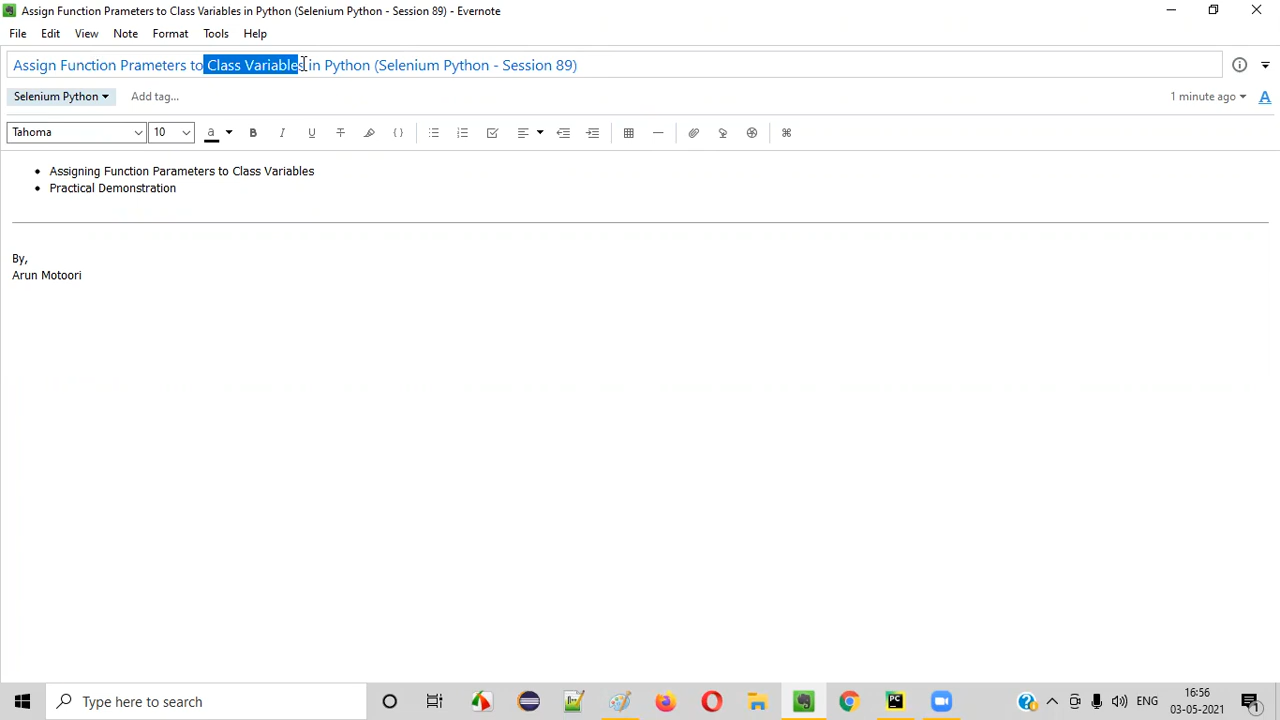 Assign Function Prameters to Class Variables in Python (Selenium Python - Session 89) - Evernote
File Edit View Note Format Tools Help
Assign Function Prameters to Class Variables in Python (Selenium Python - Session 89)
Selenium Python Add tag... 1 minute ago A
Tahoma 10 a B I U T { }
Assigning Function Parameters to Class Variables
Practical Demonstration
By,
Arun Motoori
Type here to search PC ENG 16:56 03-05-2021 1